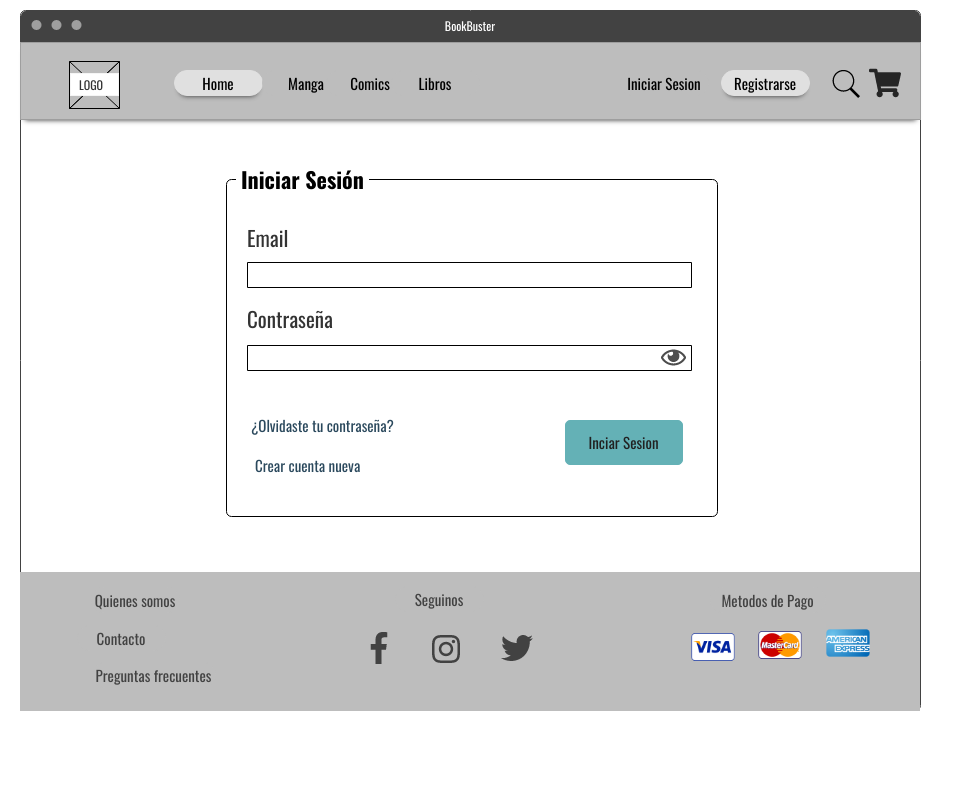 BookBuster
LOGO
Home
Manga
Comics
Libros
Iniciar Sesion
Registrarse
Iniciar Sesión
Email
Contraseña
¿Olvidaste tu contraseña?
Inciar Sesion
Crear cuenta nueva
Quienes somos
Contacto
Preguntas frecuentes
Seguinos
Metodos de Pago
VISA
MasterCard
AMERICAN
EXPRESS